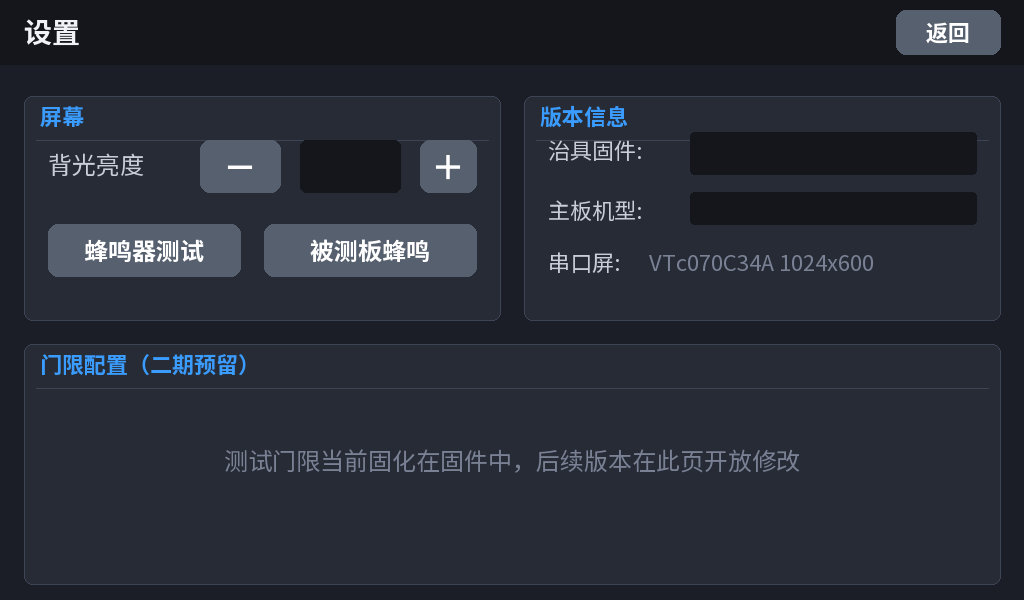 设置
返回
屏幕
背光亮度
−
+
蜂鸣器测试
被测板蜂鸣
版本信息
治具固件:
主板机型:
串口屏: VTc070C34A 1024x600
门限配置（二期预留）
测试门限当前固化在固件中，后续版本在此页开放修改